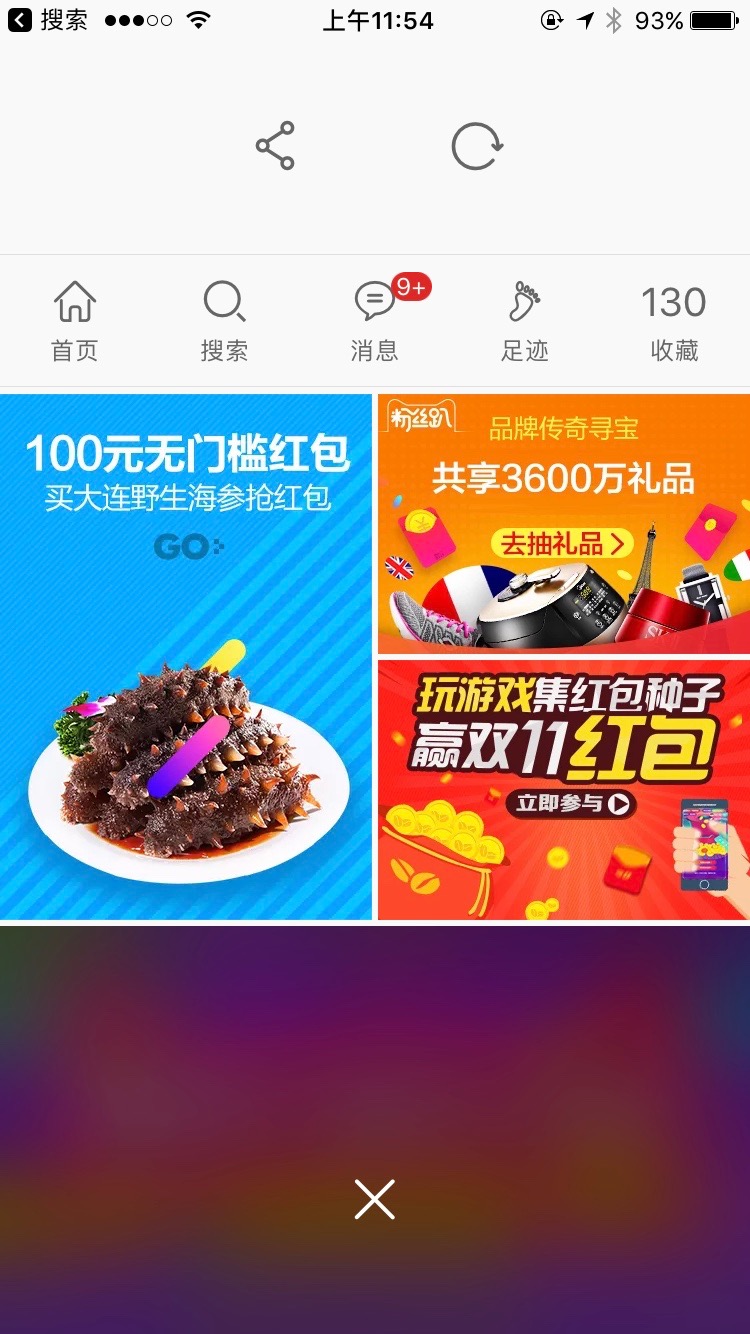 搜索
上午11:54
93%
9+
130
首页
搜索
消息
足迹
收藏
100元无门槛红包
买大连野生海参抢红包
GO
粉丝趴
品牌传奇寻宝
共享3600万礼品
去抽礼品
玩游戏集红包种子
赢双11红包
立即参与